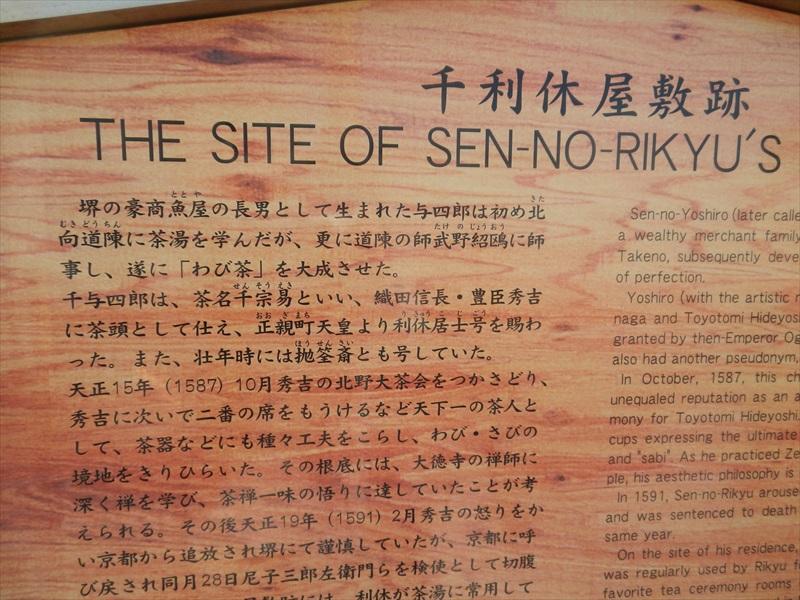 千利休屋敷跡
THE SITE OF SEN-NO-RIKYU'S
堺の豪商魚屋の長男として生まれた与四郎は初め北
向道陳に茶湯を学んだが、更に道陳の師武野紹鴎に師
事し、遂に「わび茶」を大成させた。
千与四郎は、茶名千宗易といい、織田信長・豊臣秀吉
に茶頭として仕え、正親町天皇より利休居士号を賜わ
った。また、壮年時には抛筌斎とも号していた。
天正15年（1587）10月秀吉の北野大茶会をつかさどり、
秀吉に次いで二番の席をもうけるなど天下一の茶人と
して、茶器などにも種々工夫をこらし、わび・さびの
境地をきりひらいた。その根底には、大徳寺の禅師に
深く禅を学び、茶禅一味の悟りに達していたことが考
えられる。その後天正19年（1591）2月秀吉の怒りをか
い京都から追放され堺にて謹慎していたが、京都に呼
び戻され同月28日尼子三郎左衛門らを検使として切腹
には、利休が茶湯に常用して
Sen-no-Yoshiro (later calle
a wealthy merchant family
Takeno, subsequently deve
of perfection.
Yoshiro (with the artistic n
naga and Toyotomi Hideyosh
granted by then-Emperor Og
also had another pseudonym,
In October, 1587, this ch
unequaled reputation as an a
mony for Toyotomi Hideyoshi.
cups expressing the ultimate
and "sabi". As he practiced Ze
ple, his aesthetic philosophy is
In 1591, Sen-no-Rikyu arouse
and was sentenced to death
same year.
On the site of his residence,
was regularly used by Rikyu f
favorite tea ceremony rooms